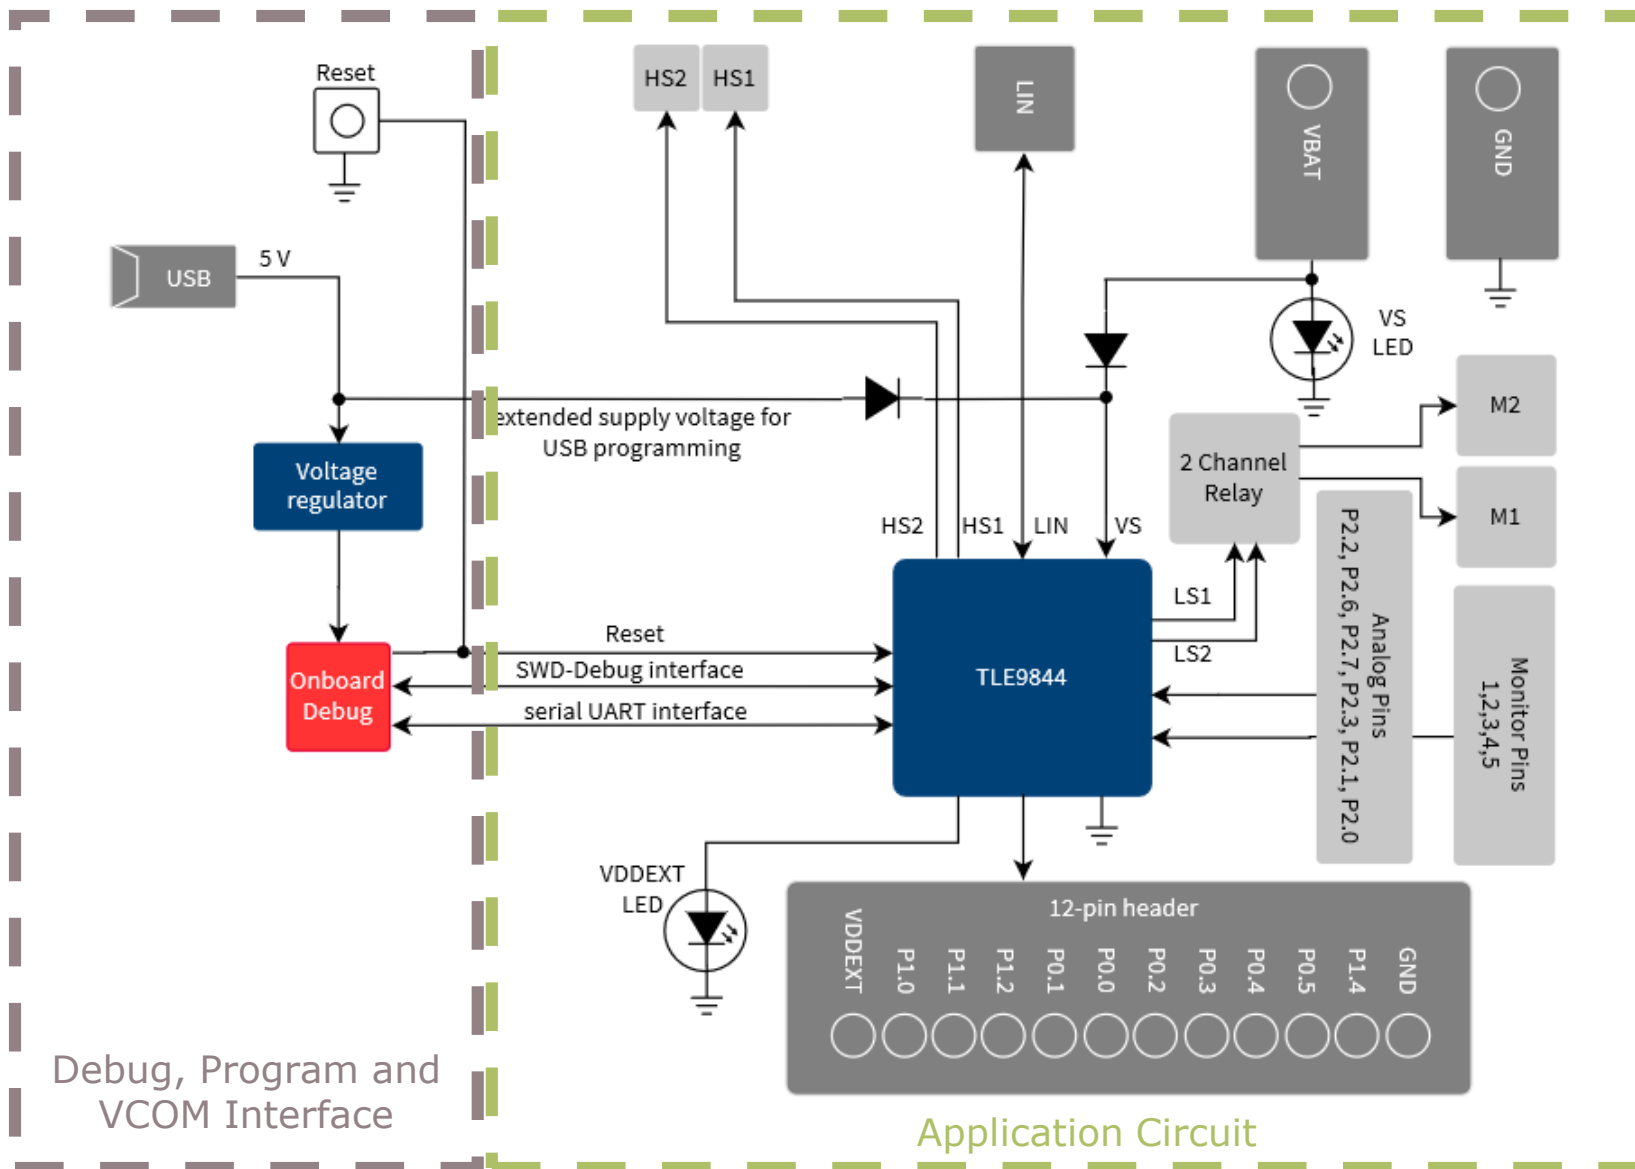 Reset
HS2
HS1
LIN
VBAT
GND
USB
5 V
VS
LED
extended supply voltage for
USB programming
Voltage
regulator
2 Channel
Relay
M2
M1
HS2
HS1
LIN
VS
LS1
LS2
Reset
SWD-Debug interface
serial UART interface
Onboard
Debug
TLE9844
Analog Pins
P2.2, P2.6, P2.7, P2.3, P2.1, P2.0
Monitor Pins
1,2,3,4,5
VDDEXT
LED
12-pin header
VDDEXT
P1.0
P1.1
P1.2
P0.1
P0.0
P0.2
P0.3
P0.4
P0.5
P1.4
GND
Debug, Program and
VCOM Interface
Application Circuit